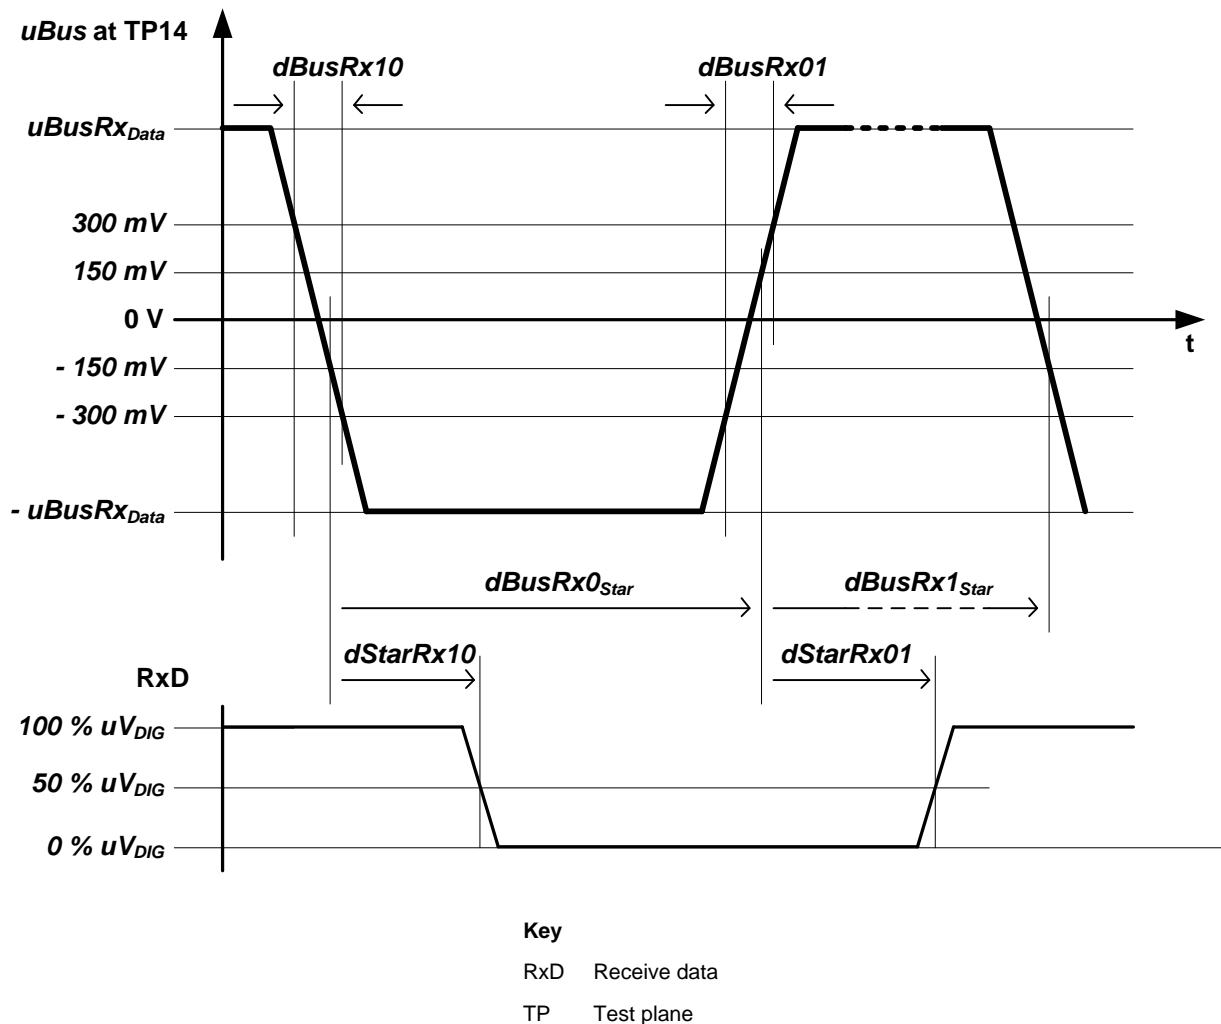 uBus at TP14
dBusRx10
dBusRx01
uBusRxData
300 mV
150 mV
0 V
t
- 150 mV
- 300 mV
- uBusRxData
dBusRx0Star
dBusRx1Star
dStarRx10
dStarRx01
RxD
100 % uVDIG
50 % uVDIG
0 % uVDIG
Key
RxD Receive data
TP Test plane